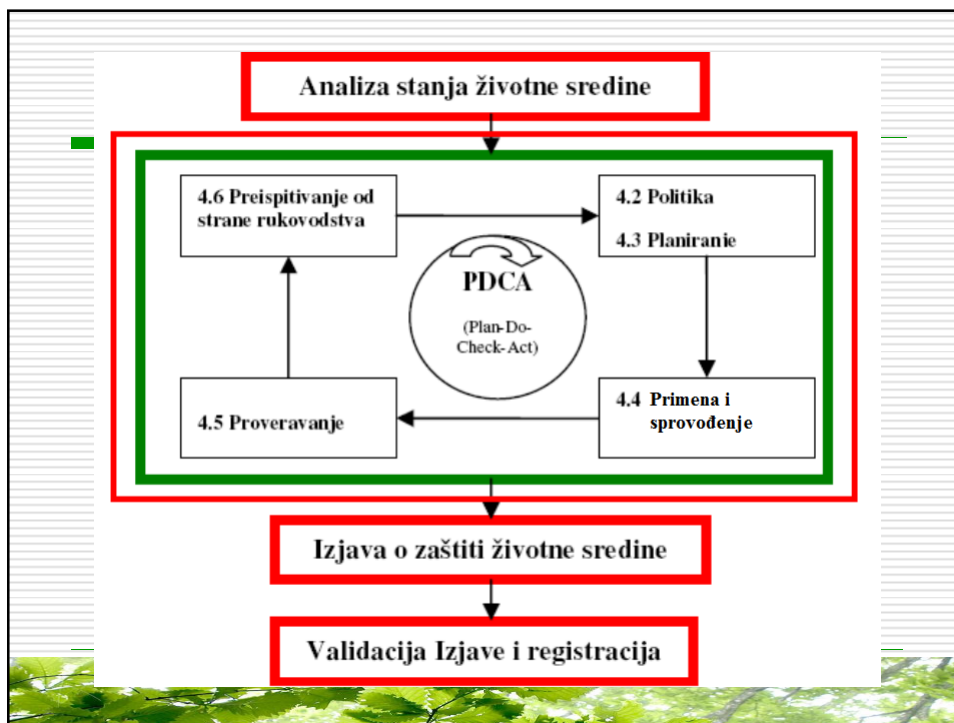 Analiza stanja životne sredine
4.6 Preispitivanje od
strane rukovodstva
4.2 Politika
4.3 Planiranje
PDCA
(Plan-Do-
Check-Act)
4.5 Proveravanje
4.4 Primena i
sprovođenje
Izjava o zaštiti životne sredine
Validacija Izjave i registracija